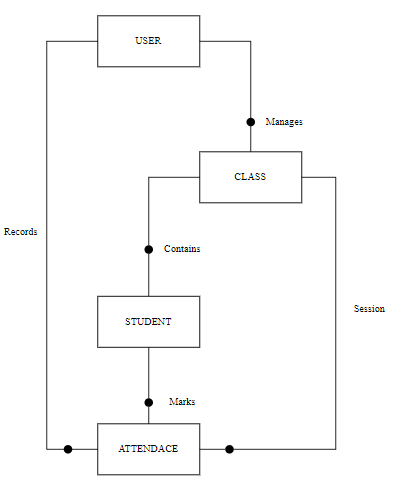 USER
Manages
CLASS
Records
Contains
Session
STUDENT
Marks
ATTENDACE